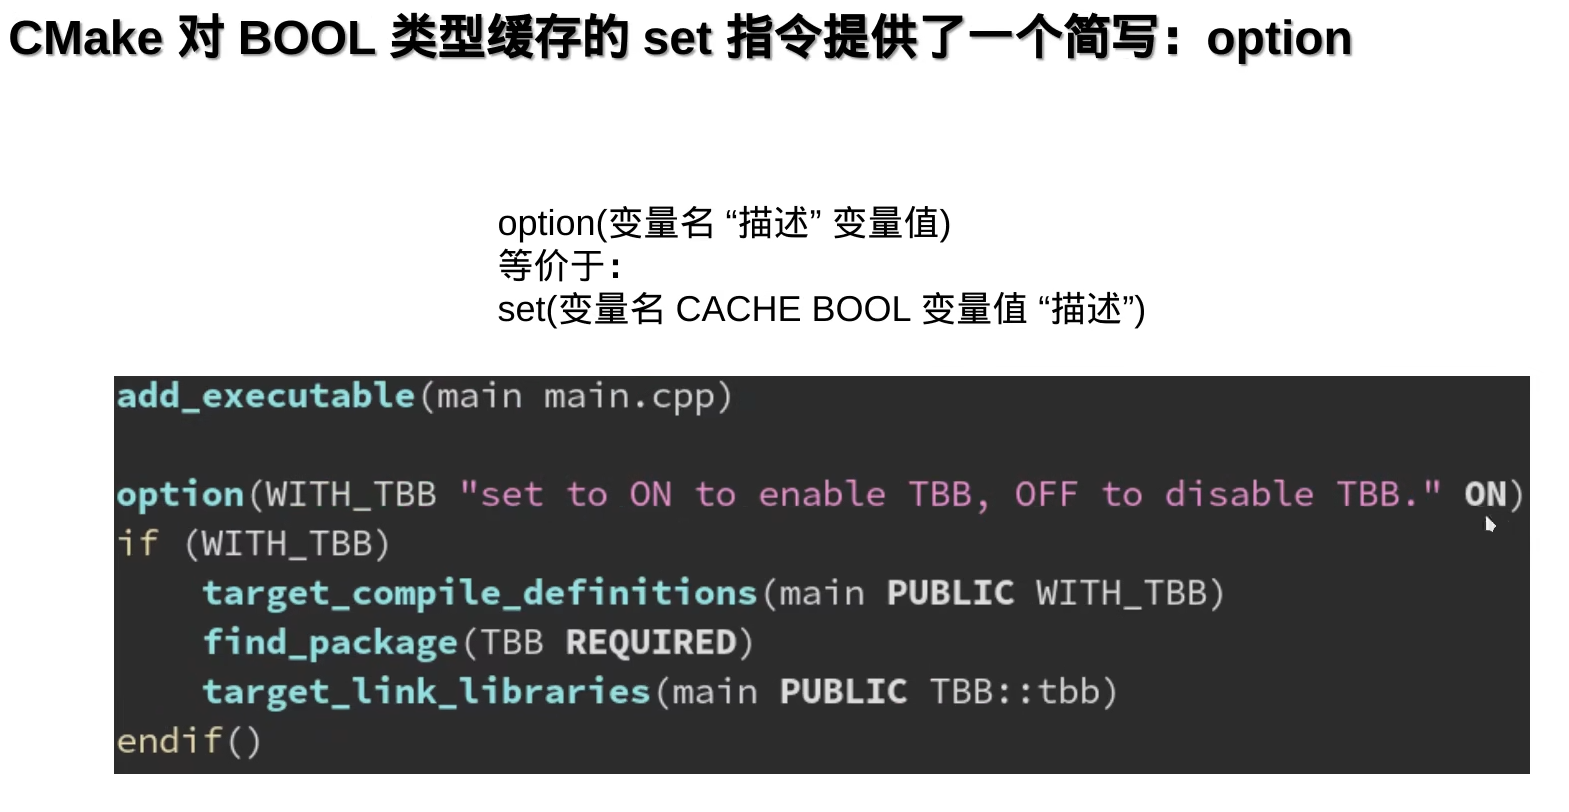 CMake 对 BOOL 类型缓存的 set 指令提供了一个简写：option
option(变量名 “描述” 变量值)
等价于：
set(变量名 CACHE BOOL 变量值 “描述”)
add_executable(main main.cpp)
option(WITH_TBB "set to ON to enable TBB, OFF to disable TBB." ON)
if (WITH_TBB)
    target_compile_definitions(main PUBLIC WITH_TBB)
    find_package(TBB REQUIRED)
    target_link_libraries(main PUBLIC TBB::tbb)
endif()